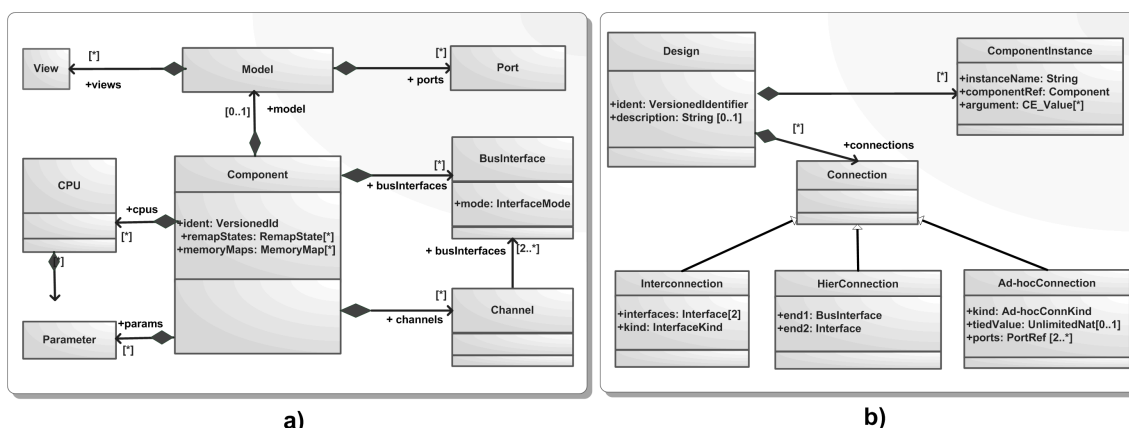 View
[*]
+views
Model
[*]
+ ports
Port
[0..1]
+model
Component
+ident: VersionedId
+remapStates: RemapState[*]
+memoryMaps: MemoryMap[*]
CPU
+cpus
[*]
[*]
Parameter
+params
[*]
[*]
+ busInterfaces
BusInterface
+mode: InterfaceMode
+ busInterfaces
[2..*]
[*]
+ channels
Channel
a)
Design
+ident: VersionedIdentifier
+description: String [0..1]
[*]
ComponentInstance
+instanceName: String
+componentRef: Component
+argument: CE_Value[*]
[*]
+connections
Connection
Interconnection
+interfaces: Interface[2]
+kind: InterfaceKind
HierConnection
+end1: BusInterface
+end2: Interface
Ad-hocConnection
+kind: Ad-hocConnKind
+tiedValue: UnlimitedNat[0..1]
+ports: PortRef [2..*]
b)